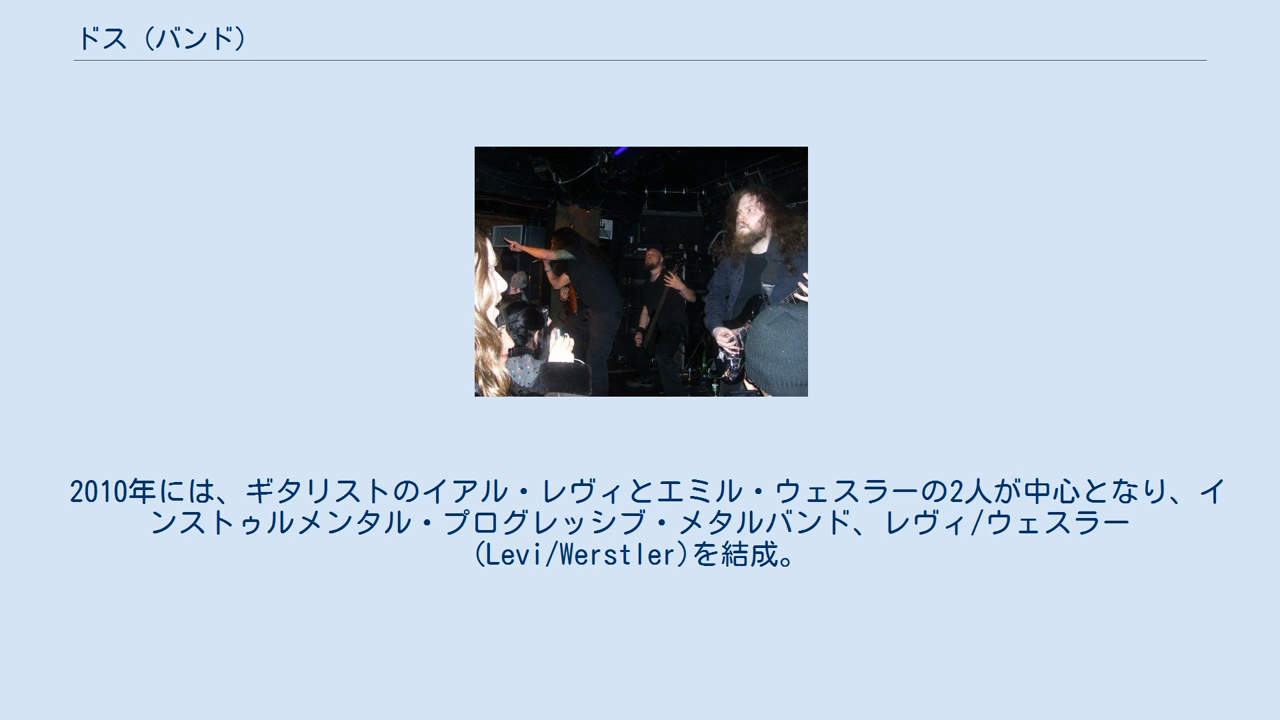 ドス（バンド）
2010年には、ギタリストのイアル・レヴィとエミル・ウェスラーの2人が中心となり、イ
ンストゥルメンタル・プログレッシブ・メタルバンド、レヴィ/ウェスラー
(Levi/Werstler)を結成。